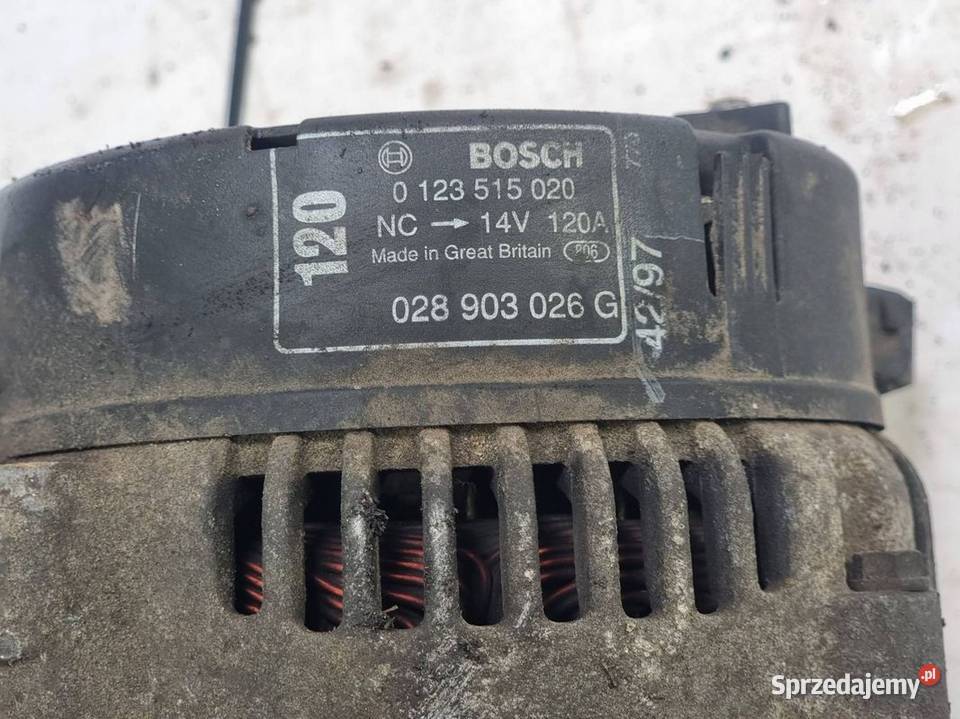 BOSCH
0 123 515 020
NC → 14V 120A
Made in Great Britain 806
028 903 026 G
120
42/97
Sprzedajemy.pl